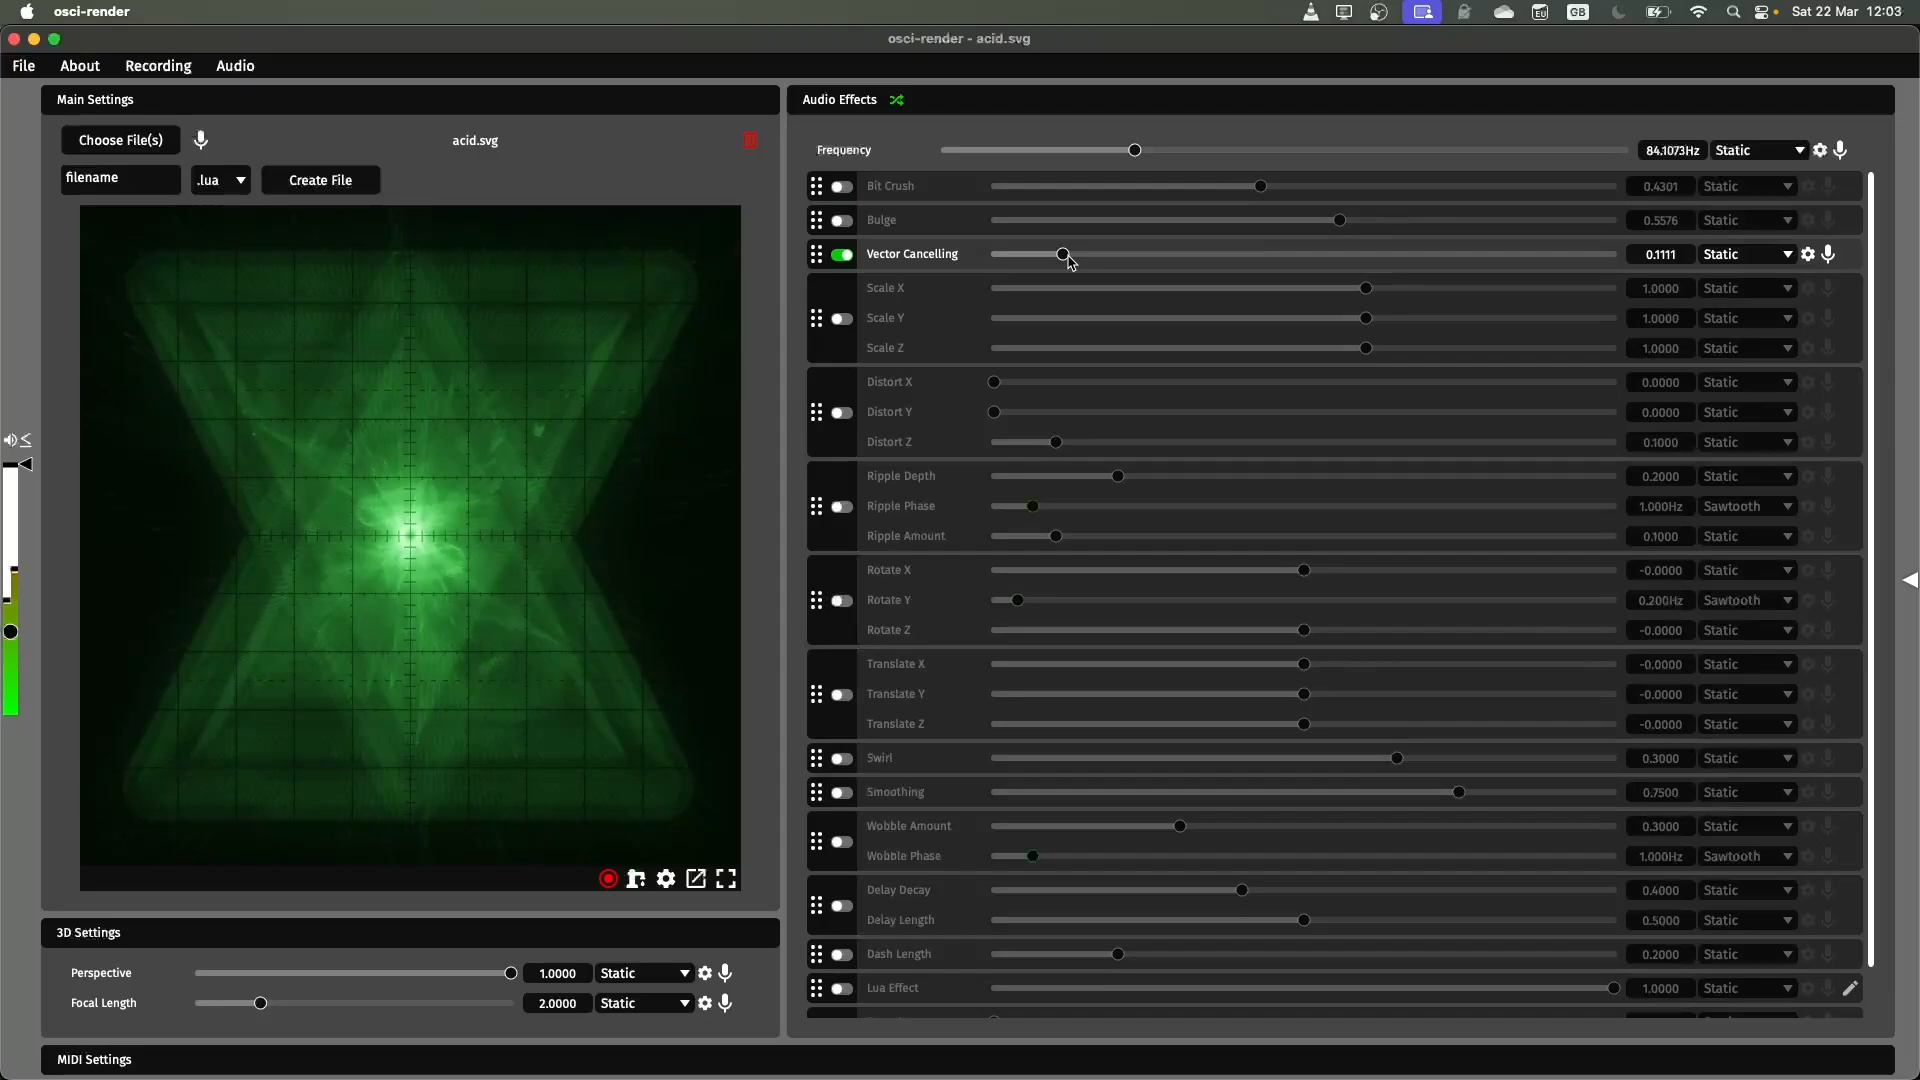 osci-render
EU
GB
Sat 22 Mar 12:03
osci-render - acid.svg
File About Recording Audio
Main Settings
Choose File(s)
acid.svg
filename
.lua
Create File
3D Settings
Perspective 1.0000 Static
Focal Length 2.0000 Static
MIDI Settings
Audio Effects
Frequency 84.1073Hz Static
Bit Crush 0.4301 Static
Bulge 0.5576 Static
Vector Cancelling 0.1111 Static
Scale X 1.0000 Static
Scale Y 1.0000 Static
Scale Z 1.0000 Static
Distort X 0.0000 Static
Distort Y 0.0000 Static
Distort Z 0.1000 Static
Ripple Depth 0.2000 Static
Ripple Phase 1.000Hz Sawtooth
Ripple Amount 0.1000 Static
Rotate X -0.0000 Static
Rotate Y 0.200Hz Sawtooth
Rotate Z -0.0000 Static
Translate X -0.0000 Static
Translate Y -0.0000 Static
Translate Z -0.0000 Static
Swirl 0.3000 Static
Smoothing 0.7500 Static
Wobble Amount 0.3000 Static
Wobble Phase 1.000Hz Sawtooth
Delay Decay 0.4000 Static
Delay Length 0.5000 Static
Dash Length 0.2000 Static
Lua Effect 1.0000 Static